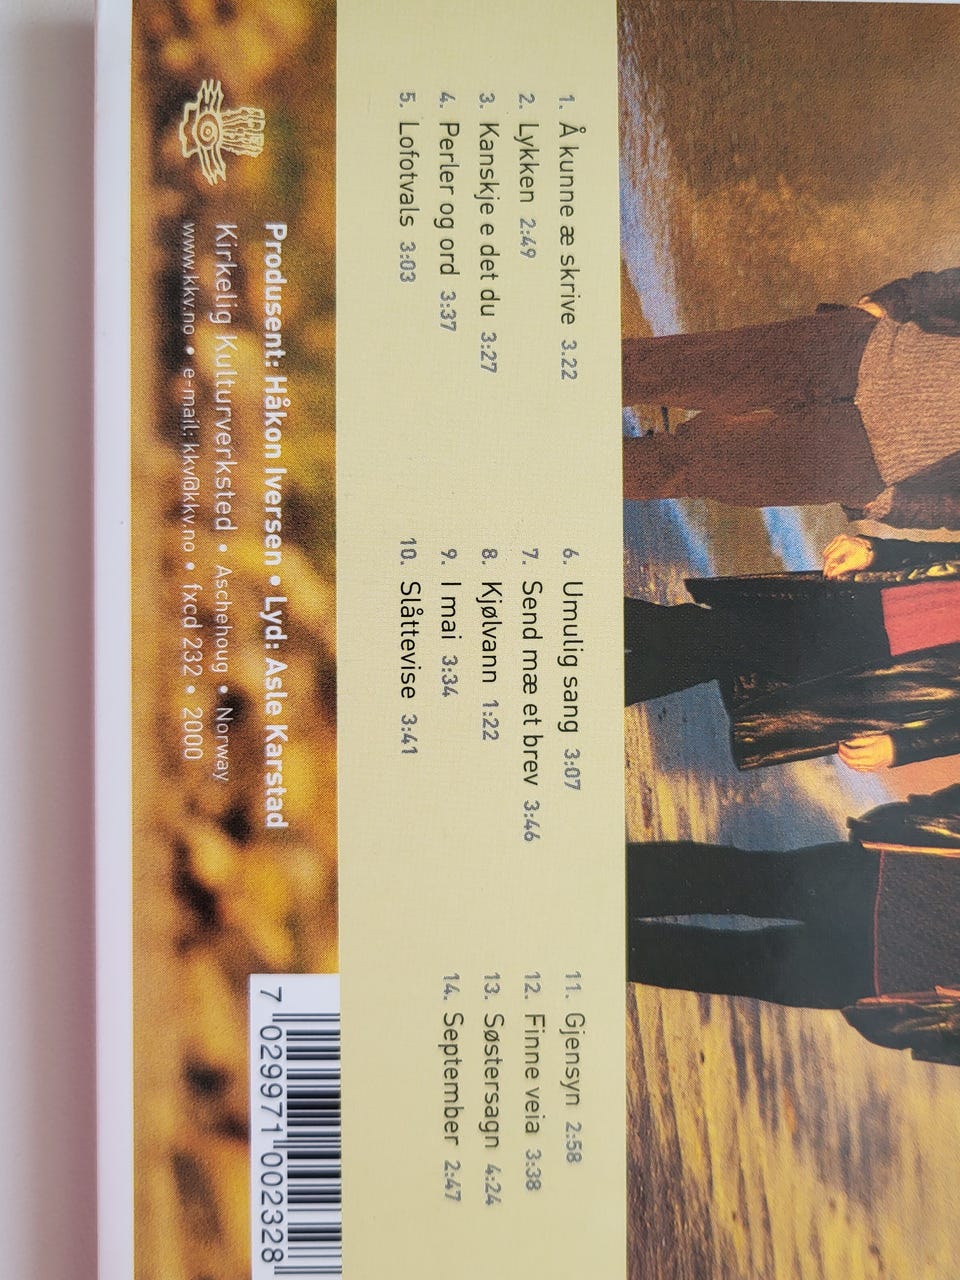 1. Å kunne æ skrive 3.22
2. Lykken 2:49
3. Kanskje e det du 3:27
4. Perler og ord 3:37
5. Lofotvals 3:03
6. Umulig sang 3:07
7. Send mæ et brev 3:46
8. Kjølvann 1:22
9. I mai 3:34
10. Slåttevise 3:41
11. Gjensyn 2:58
12. Finne veia 3:38
13. Søstersagn 4:24
14. September 2:47
Produsent: Håkon Iversen • Lyd: Asle Karstad
Kirkelig Kulturverksted • Aschehoug • Norway
www.kkv.no • e-mail: kkv@kkv.no • fxcd 232 • 2000
7 029971 002328